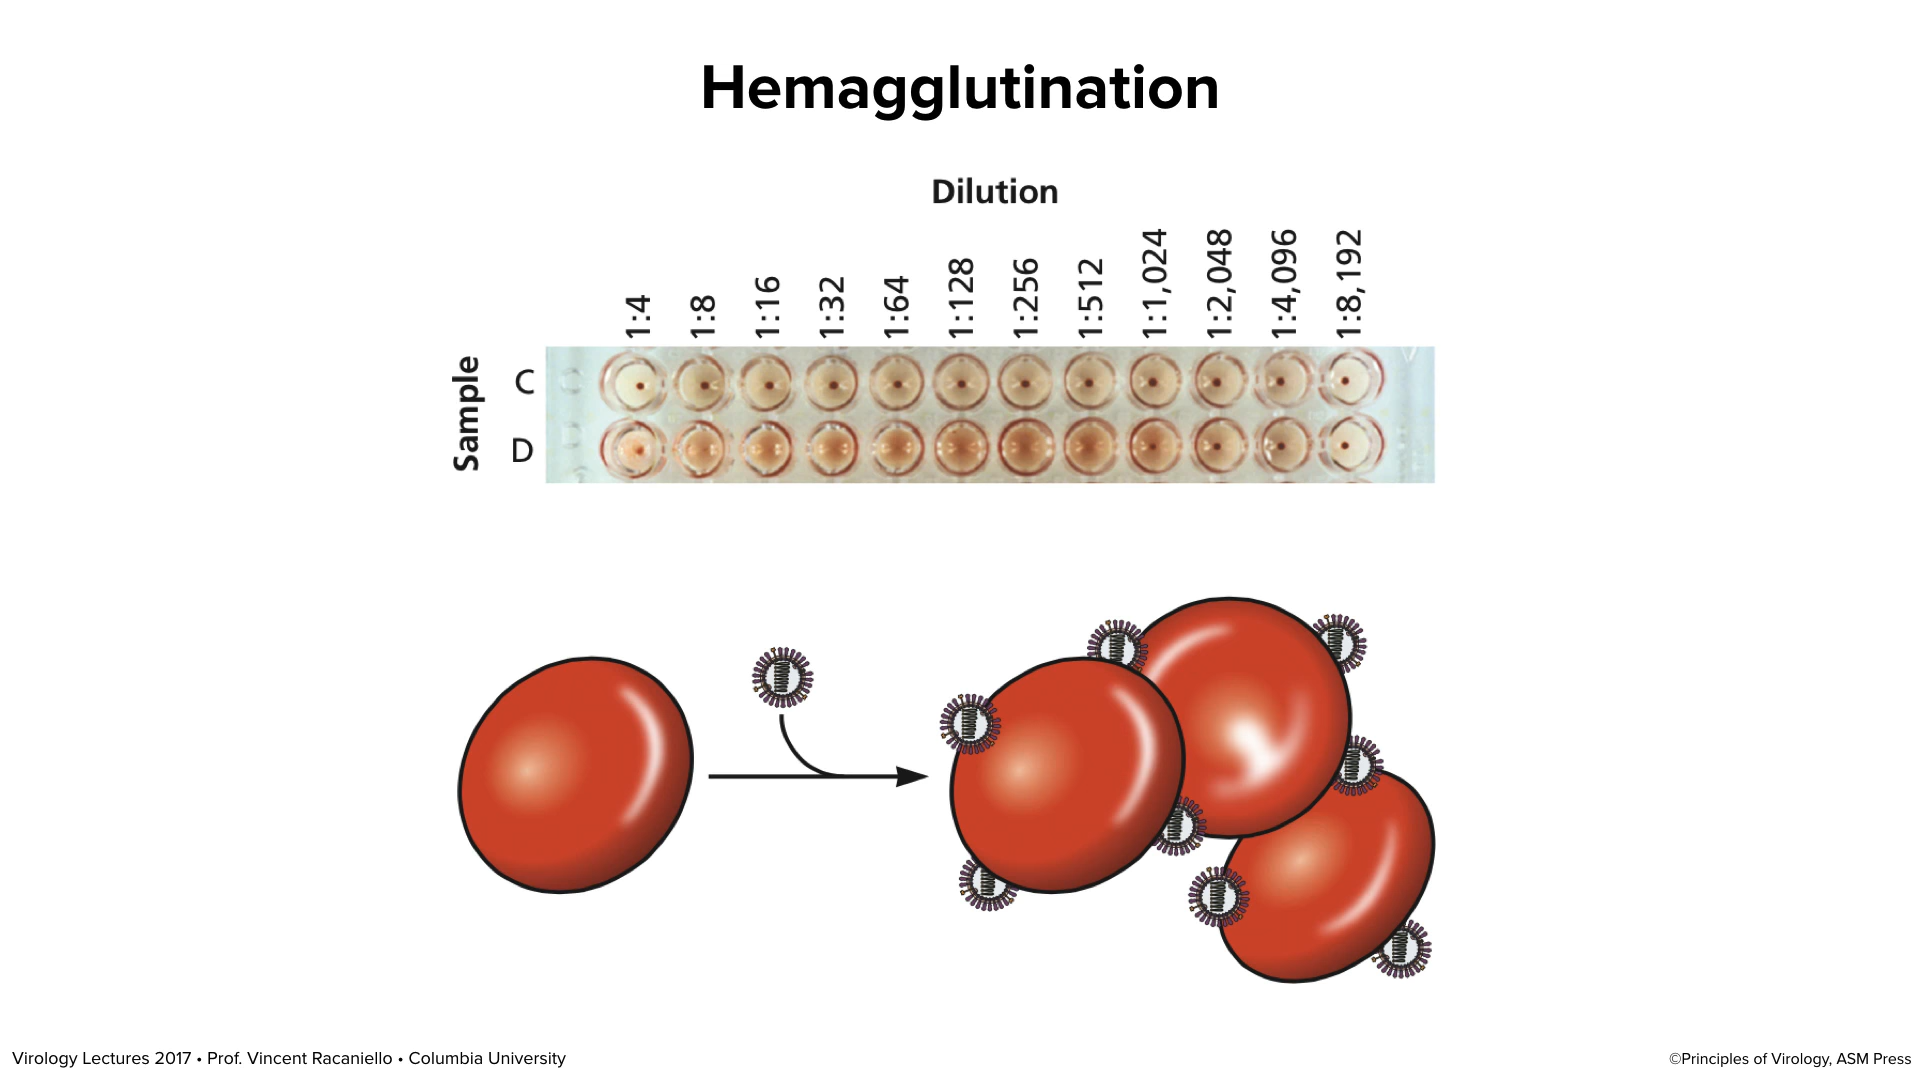 Hemagglutination
Dilution
1:4
1:8
1:16
1:32
1:64
1:128
1:256
1:512
1:1,024
1:2,048
1:4,096
1:8,192
Sample
C
D
Virology Lectures 2017 • Prof. Vincent Racaniello • Columbia University
©Principles of Virology, ASM Press